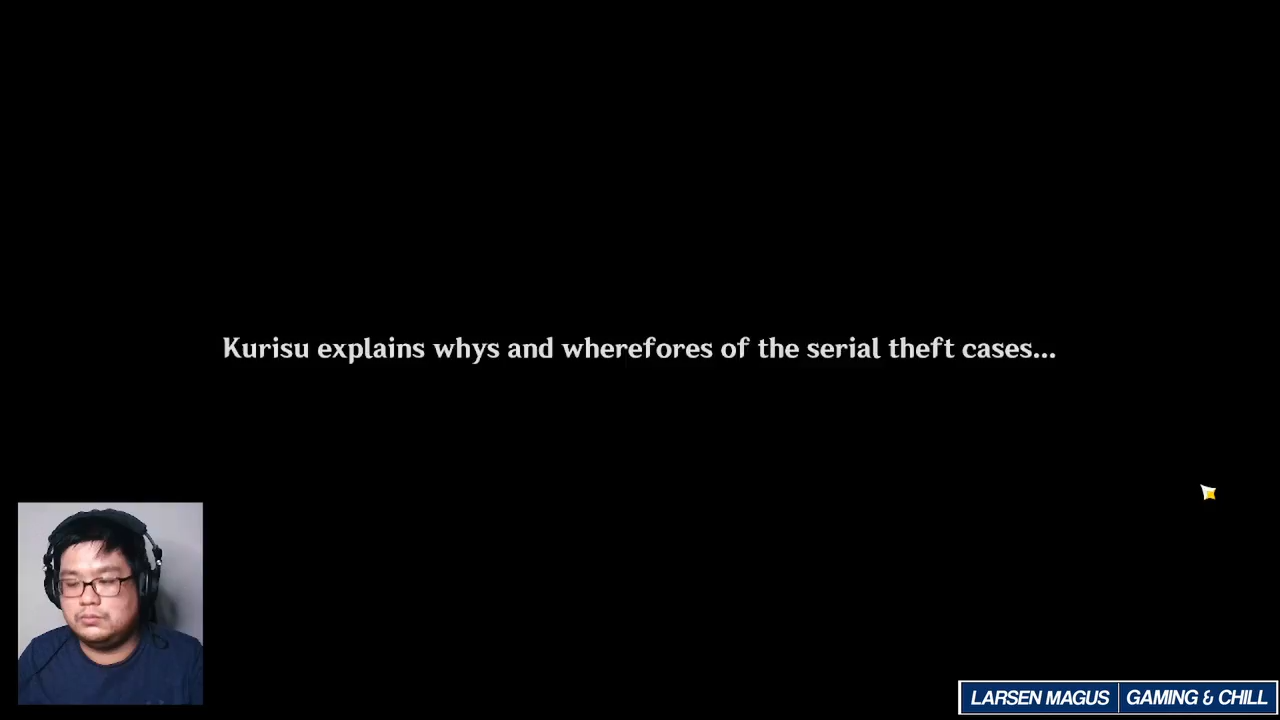 Kurisu explains whys and wherefores of the serial theft cases...
LARSEN MAGUS GAMING & CHILL